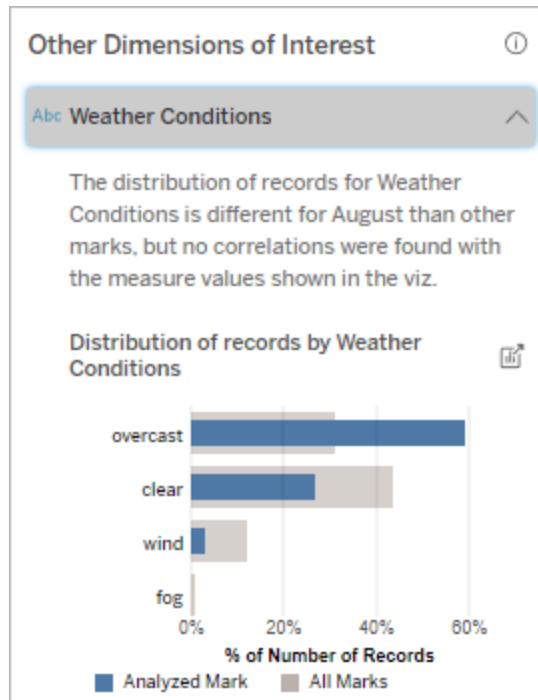 Other Dimensions of Interest
Abc Weather Conditions
The distribution of records for Weather
Conditions is different for August than other
marks, but no correlations were found with
the measure values shown in the viz.
Distribution of records by Weather
Conditions
overcast
clear
wind
fog
0% 20% 40% 60%
% of Number of Records
Analyzed Mark All Marks